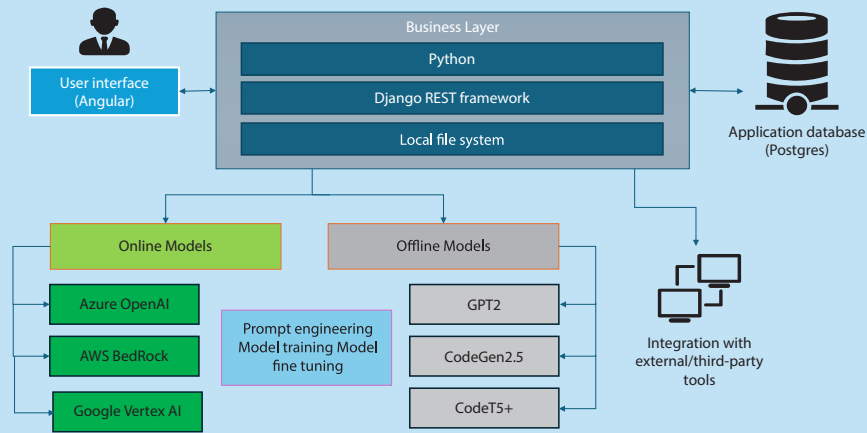 Business Layer
Python
Django REST framework
Local file system
User interface
(Angular)
Application database
(Postgres)
Online Models
Offline Models
Azure OpenAI
AWS BedRock
Google Vertex AI
Prompt engineering
Model training Model
fine tuning
GPT2
CodeGen2.5
CodeT5+
Integration with
external/third-party
tools